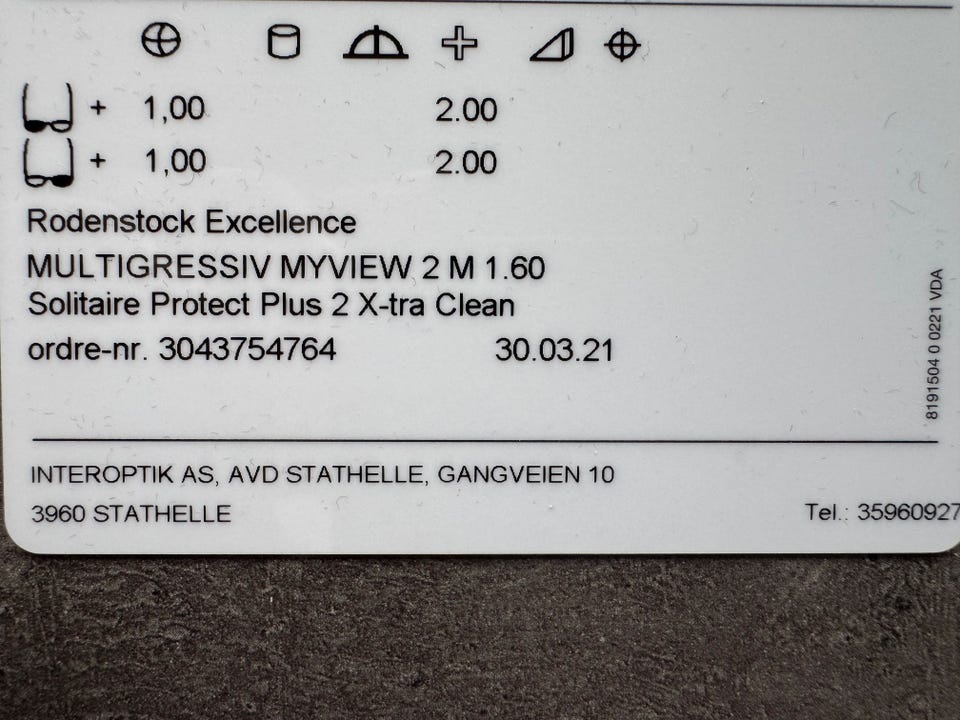 + 1,00 2.00
+ 1,00 2.00
Rodenstock Excellence
MULTIGRESSIV MYVIEW 2 M 1.60
Solitaire Protect Plus 2 X-tra Clean
ordre-nr. 3043754764 30.03.21
8191504 0 0221 VDA
INTEROPTIK AS, AVD STATHELLE, GANGVEIEN 10
3960 STATHELLE Tel.: 35960927